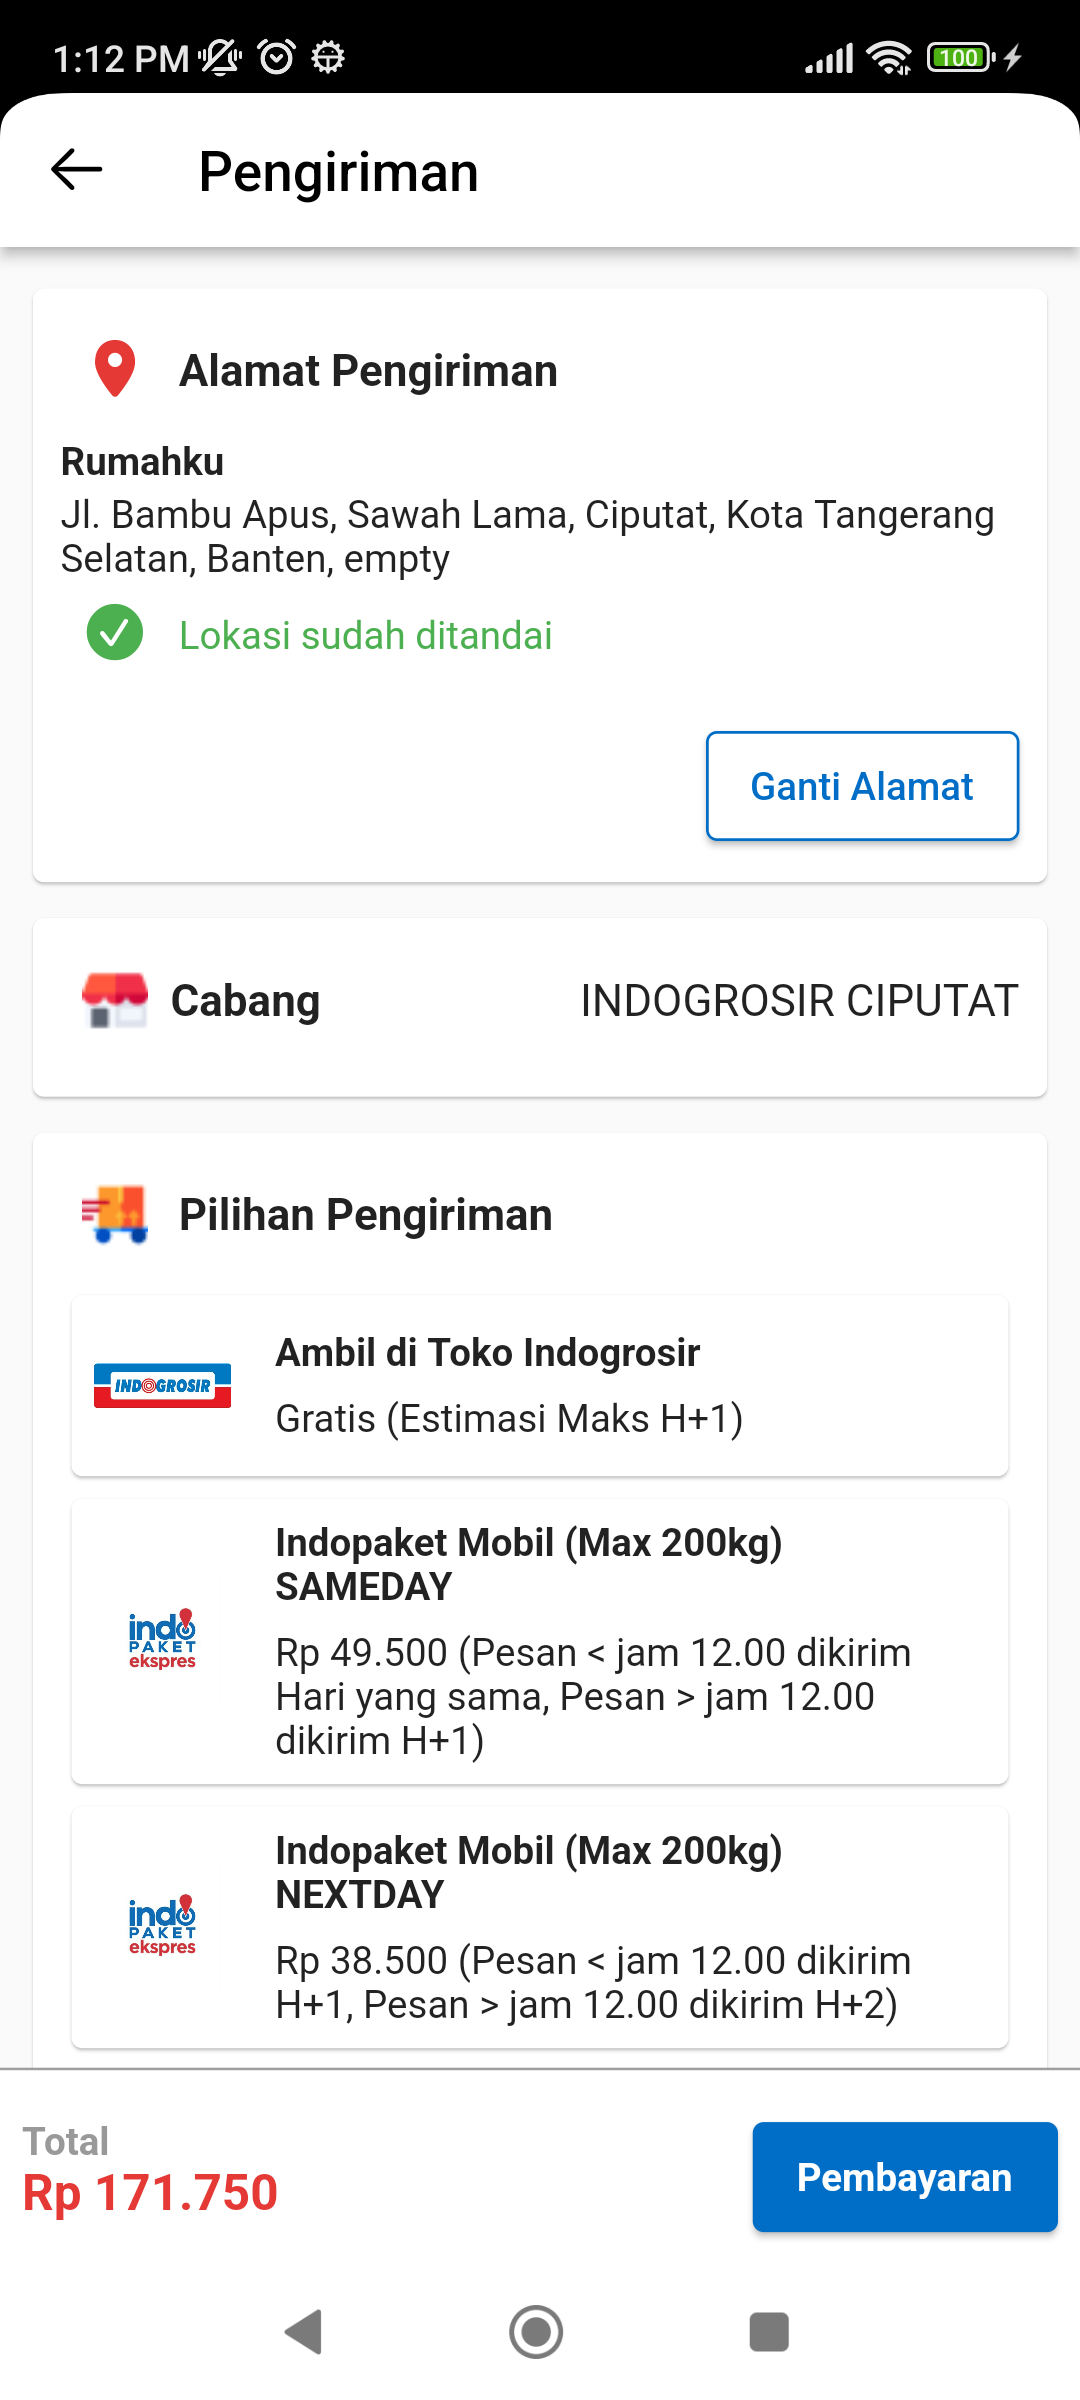 1:12 PM
100
Pengiriman
Alamat Pengiriman
Rumahku
Jl. Bambu Apus, Sawah Lama, Ciputat, Kota Tangerang
Selatan, Banten, empty
Lokasi sudah ditandai
Ganti Alamat
Cabang
INDOGROSIR CIPUTAT
Pilihan Pengiriman
INDOGROSIR
Ambil di Toko Indogrosir
Gratis (Estimasi Maks H+1)
indo
PAKET
ekspres
Indopaket Mobil (Max 200kg)
SAMEDAY
Rp 49.500 (Pesan < jam 12.00 dikirim
Hari yang sama, Pesan > jam 12.00
dikirim H+1)
indo
PAKET
ekspres
Indopaket Mobil (Max 200kg)
NEXTDAY
Rp 38.500 (Pesan < jam 12.00 dikirim
H+1, Pesan > jam 12.00 dikirim H+2)
Total
Rp 171.750
Pembayaran